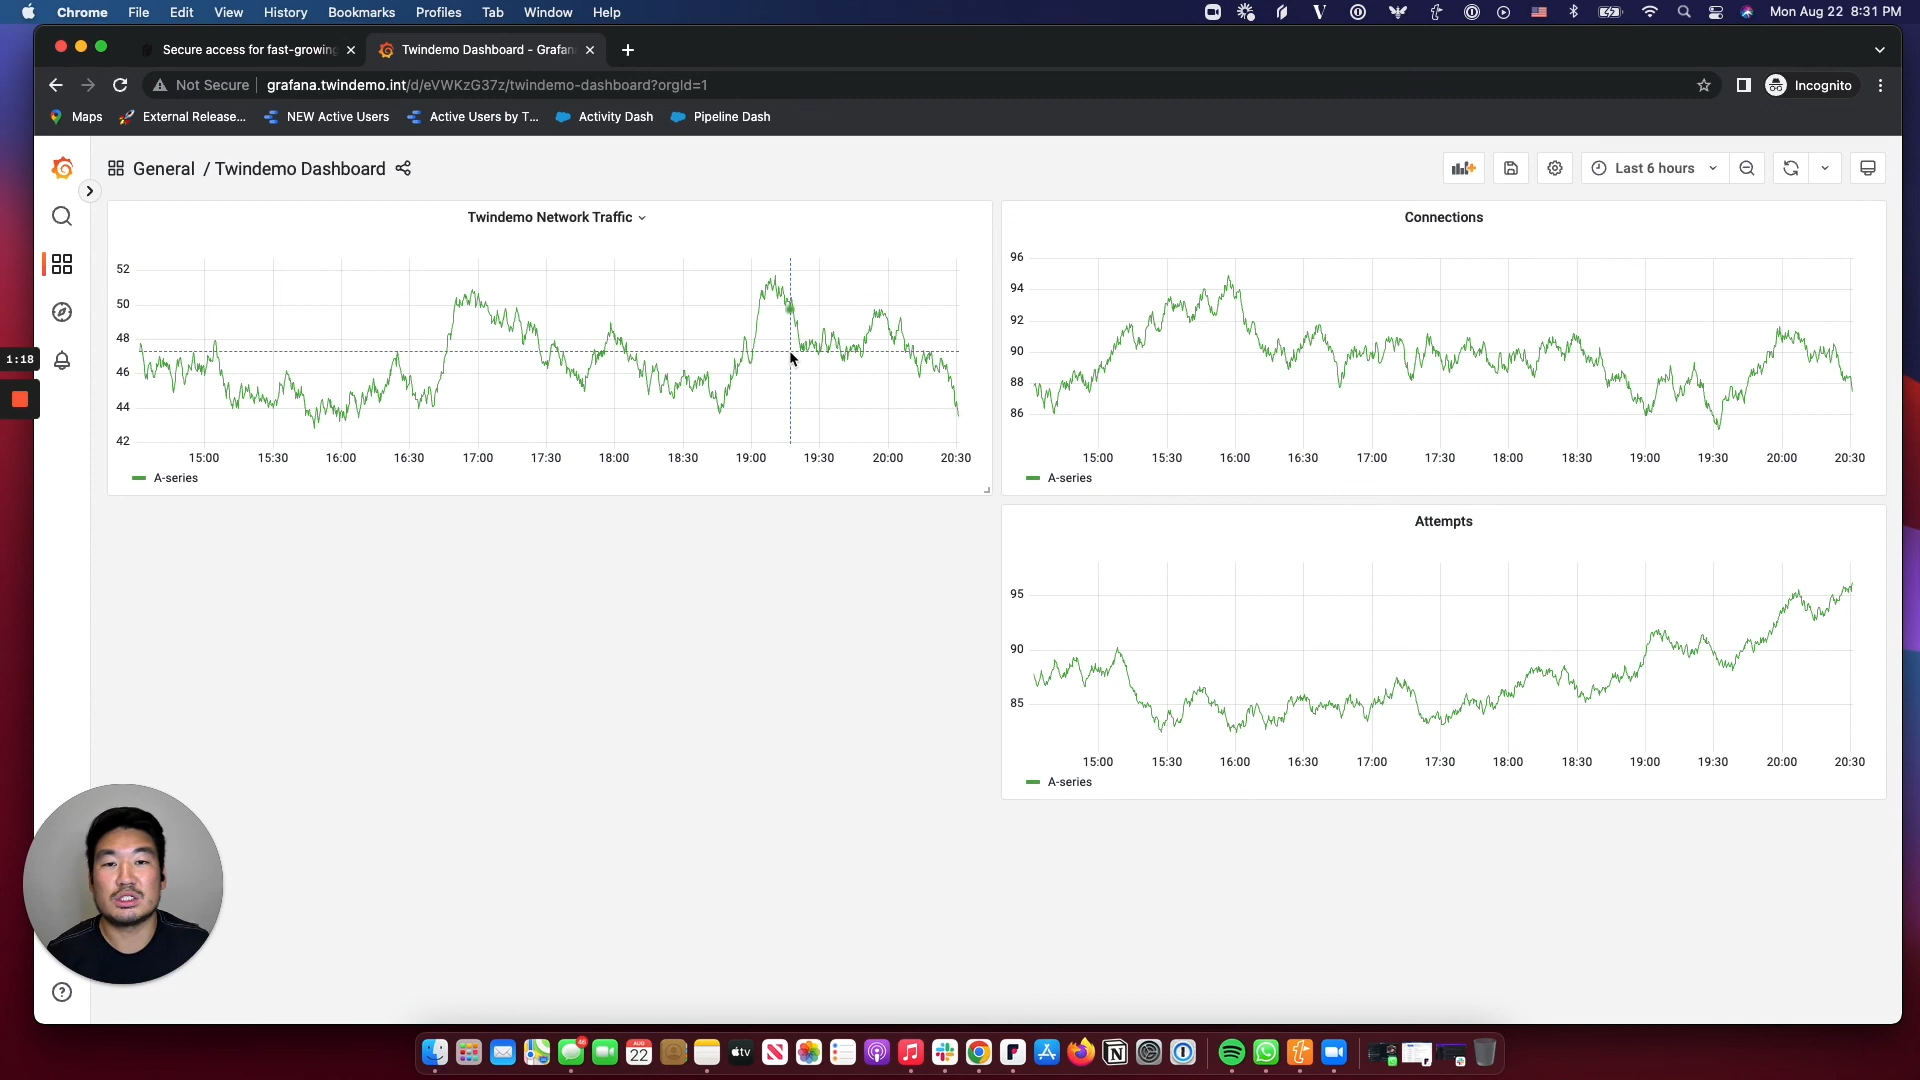 Chrome File Edit View History Bookmarks Profiles Tab Window Help Mon Aug 22 8:31 PM
Secure access for fast-growing Twindemo Dashboard - Grafana
Not Secure grafana.twindemo.int/d/eVWKzG37z/twindemo-dashboard?orgId=1 Incognito
Maps External Release... NEW Active Users Active Users by T... Activity Dash Pipeline Dash
General / Twindemo Dashboard Last 6 hours
1:18
Twindemo Network Traffic
52
50
48
46
44
42
15:00 15:30 16:00 16:30 17:00 17:30 18:00 18:30 19:00 19:30 20:00 20:30
A-series
Connections
96
94
92
90
88
86
15:00 15:30 16:00 16:30 17:00 17:30 18:00 18:30 19:00 19:30 20:00 20:30
A-series
Attempts
95
90
85
15:00 15:30 16:00 16:30 17:00 17:30 18:00 18:30 19:00 19:30 20:00 20:30
A-series
AUG
22
tv